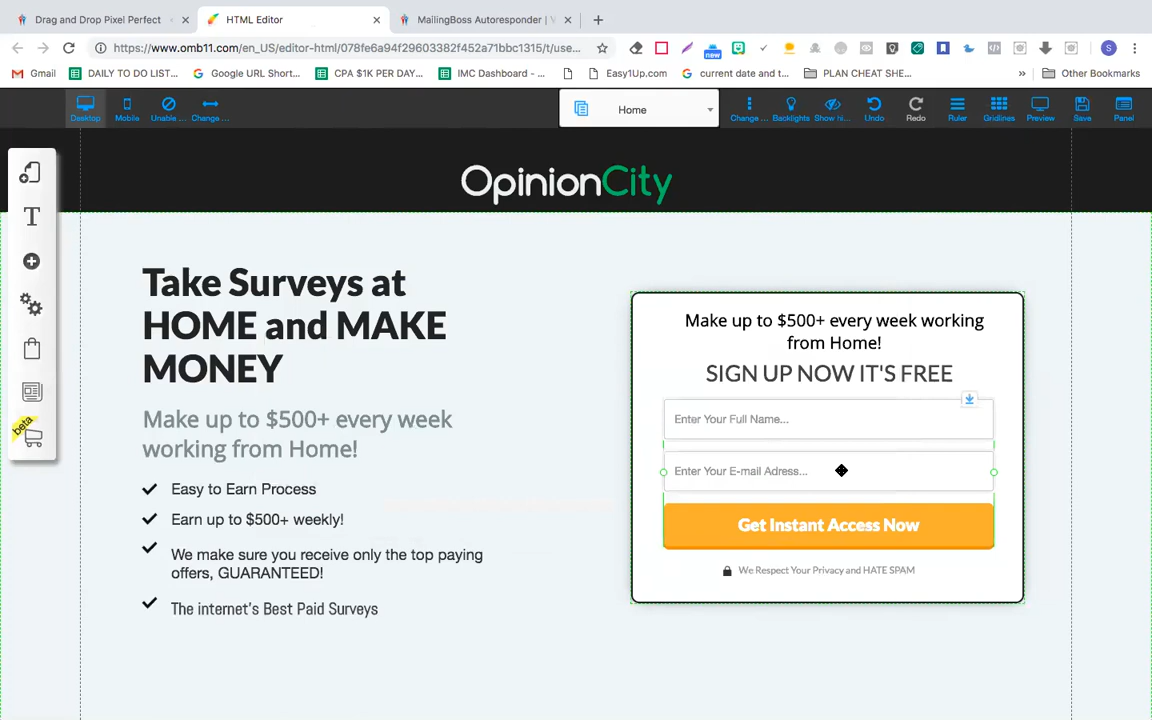 Drag and Drop Pixel Perfect
HTML Editor
MailingBoss Autoresponder | V
https://www.omb11.com/en_US/editor-html/078fe6a94f29603382f452a71bbc1315/t/use...
new
S
Gmail
DAILY TO DO LIST...
Google URL Short...
CPA $1K PER DAY...
IMC Dashboard - ...
Easy1Up.com
current date and t...
PLAN CHEAT SHE...
»
Other Bookmarks
Desktop
Mobile
Unable ...
Change ...
Home
Change ...
Backlights
Show hi...
Undo
Redo
Ruler
Gridlines
Preview
Save
Panel
OpinionCity
T
beta
Take Surveys at
HOME and MAKE
MONEY
Make up to $500+ every week
working from Home!
Easy to Earn Process
Earn up to $500+ weekly!
We make sure you receive only the top paying
offers, GUARANTEED!
The internet's Best Paid Surveys
Make up to $500+ every week working
from Home!
SIGN UP NOW IT'S FREE
Enter Your Full Name...
Enter Your E-mail Adress...
Get Instant Access Now
We Respect Your Privacy and HATE SPAM